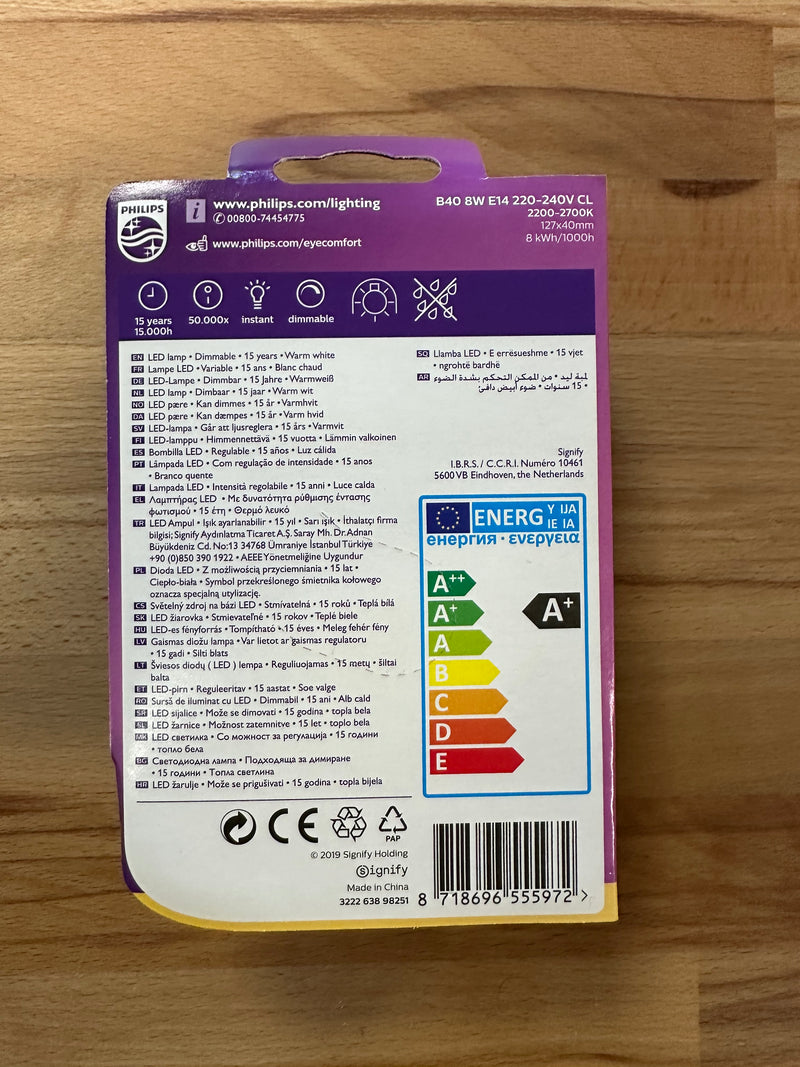 PHILIPS
www.philips.com/lighting
00800-74454775
www.philips.com/eyecomfort
B40 8W E14 220-240V CL
2200-2700K
127x40mm
8 kWh/1000h
15 years
15.000h
50.000x
instant
dimmable
EN LED lamp • Dimmable • 15 years • Warm white
FR Lampe LED • Variable • 15 ans • Blanc chaud
DE LED-Lampe • Dimmbar • 15 Jahre • Warmweiß
NL LED lamp • Dimbaar • 15 jaar • Warm wit
NO LED pære • Kan dimmes • 15 år • Varmhvit
DA LED pære • Kan dæmpes • 15 år • Varm hvid
SV LED-lampa • Går att ljusreglera • 15 års • Varmvit
FI LED-lamppu • Himmennettävä • 15 vuotta • Lämmin valkoinen
ES Bombilla LED • Regulable • 15 años • Luz cálida
PT Lâmpada LED • Com regulação de intensidade • 15 anos
• Branco quente
IT Lampada LED • Intensità regolabile • 15 anni • Luce calda
EL Λαμπτήρας LED • Με δυνατότητα ρύθμισης έντασης
φωτισμού • 15 έτη • Θερμό λευκό
TR LED Ampul • Işık ayarlanabilir • 15 yıl • Sarı ışık • İthalatçı firma
bilgisi; Signify Aydınlatma Ticaret A.Ş. Saray Mh. Dr.Adnan
Büyükdeniz Cd. No:13 34768 Ümraniye İstanbul Türkiye
+90 (0)850 390 1922 • AEEE Yönetmeliğine Uygundur
PL Dioda LED • Z możliwością przyciemniania • 15 lat •
Ciepło-biała • Symbol przekreślonego śmietnika kołowego
oznacza specjalną utylizację.
CS Světelný zdroj na bázi LED • Stmívatelná • 15 roků • Teplá bílá
SK LED žiarovka • Stmievateľné • 15 rokov • Teplé biele
HU LED-es fényforrás • Tompítható • 15 éves • Meleg fehér fény
LV Gaismas diožu lampa • Var lietot ar gaismas regulatoru
• 15 gadi • Silti blats
LT Šviesos diodų ( LED ) lempa • Reguliuojamas • 15 metų • šiltai
balta
ET LED-pirn • Reguleeritav • 15 aastat • Soe valge
RO Sursă de iluminat cu LED • Dimmabil • 15 ani • Alb cald
SR LED sijalice • Može se dimovati • 15 godina • topla bela
SL LED žarnice • Možnost zatemnitve • 15 let • toplo bela
MK LED светилка • Со можност за регулација • 15 години
• топло бела
BG Светодиодна лампа • Подходяща за димиране
• 15 години • Топла светлина
HR LED žarulje • Može se prigušivati • 15 godina • topla bijela
SQ Llamba LED • E errësueshme • 15 vjet
• ngrohtë bardhë
AR لمبة ليد • من الممكن التحكم بشدة الضوء
• 15 سنوات • ضوء أبيض دافئ
Signify
I.B.R.S. / C.C.R.I. Numéro 10461
5600 VB Eindhoven, the Netherlands
ENERG Y IJA
IE IA
енергия · ενεργεια
A++
A+
A
B
C
D
E
A+
CE
PAP
© 2019 Signify Holding
Signify
Made in China
3222 638 98251
8 718696 555972 >